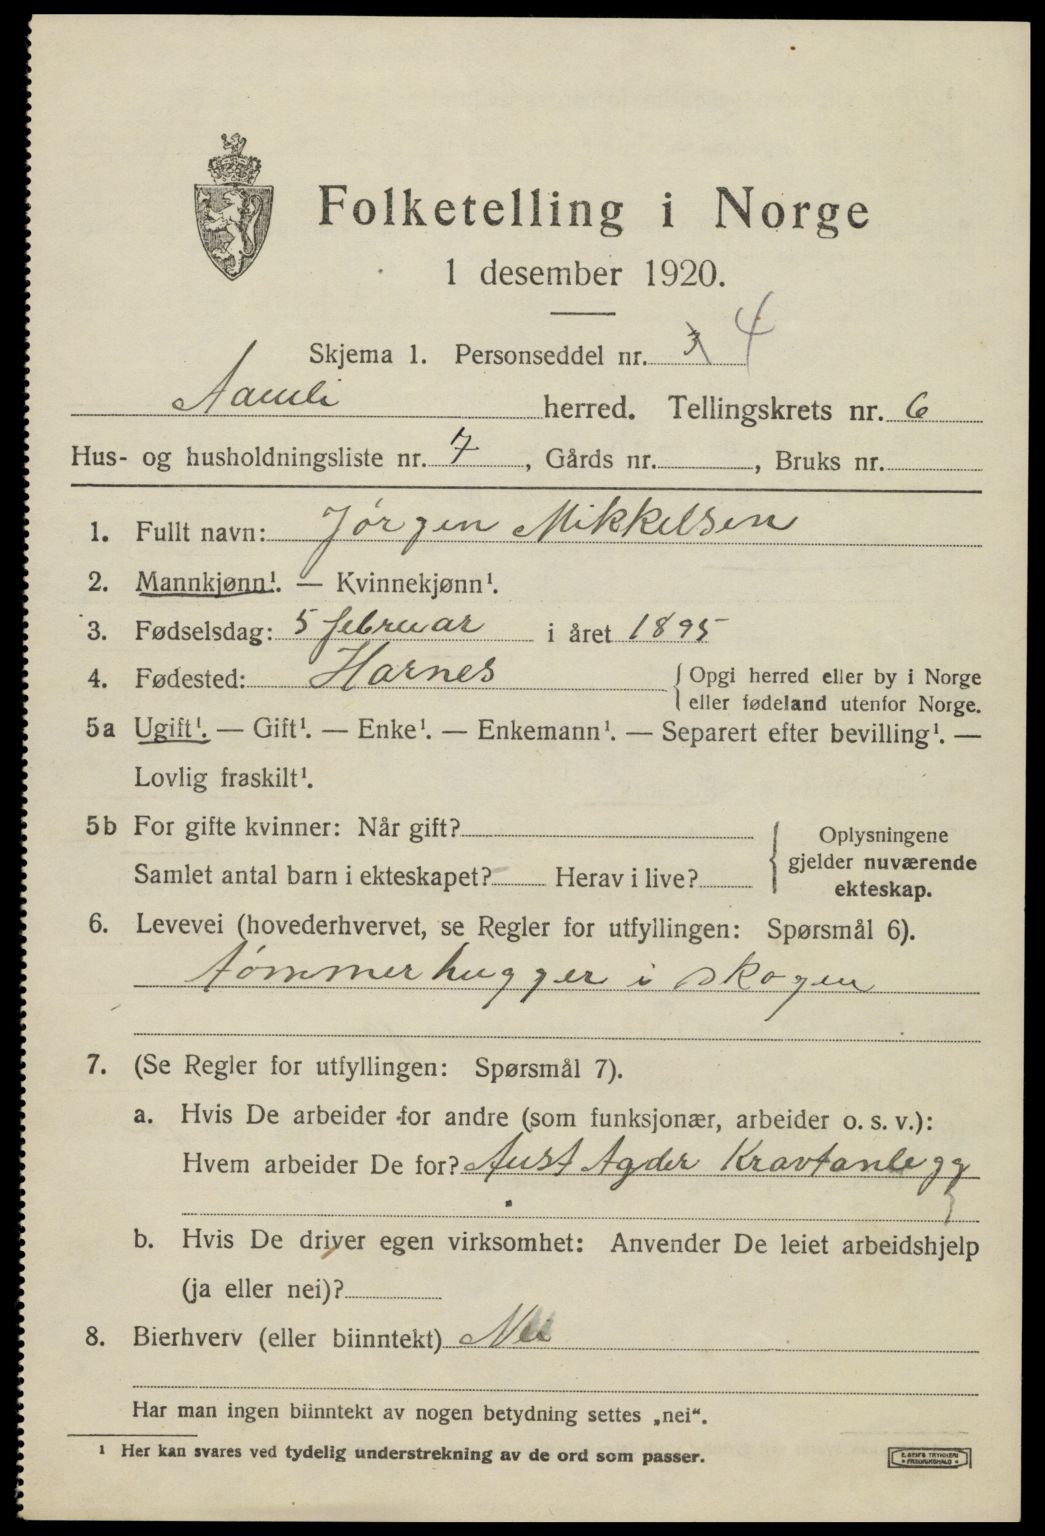 Folketelling i Norge
1 desember 1920.
Skjema 1. Personseddel nr. 3 4
Aamli herred. Tellingskrets nr. 6
Hus- og husholdningsliste nr. 7, Gårds nr. , Bruks nr.
1. Fullt navn: Jørgen Mikkelsen
2. Mannkjønn¹. — Kvinnekjønn¹.
3. Fødselsdag: 5 februar i året 1895
4. Fødested: Harnes { Opgi herred eller by i Norge
eller fødeland utenfor Norge.
5a Ugift¹. — Gift¹. — Enke¹. — Enkemann¹. — Separert efter bevilling¹. —
Lovlig fraskilt¹.
5b For gifte kvinner: Når gift?
Samlet antal barn i ekteskapet? Herav i live?
Oplysningene
gjelder nuværende
ekteskap.
6. Levevei (hovederhvervet, se Regler for utfyllingen: Spørsmål 6).
tømmerhugger i skogen
7. (Se Regler for utfyllingen: Spørsmål 7).
a. Hvis De arbeider for andre (som funksjonær, arbeider o. s. v.):
Hvem arbeider De for? Aust Agder Kravtanlegg
b. Hvis De driver egen virksomhet: Anvender De leiet arbeidshjelp
(ja eller nei)?
8. Bierhverv (eller biinntekt) Nei
Har man ingen biinntekt av nogen betydning settes „nei“.
¹ Her kan svares ved tydelig understrekning av de ord som passer.
E. SEMS TRYKKERI
• FREDRIKSHALD •